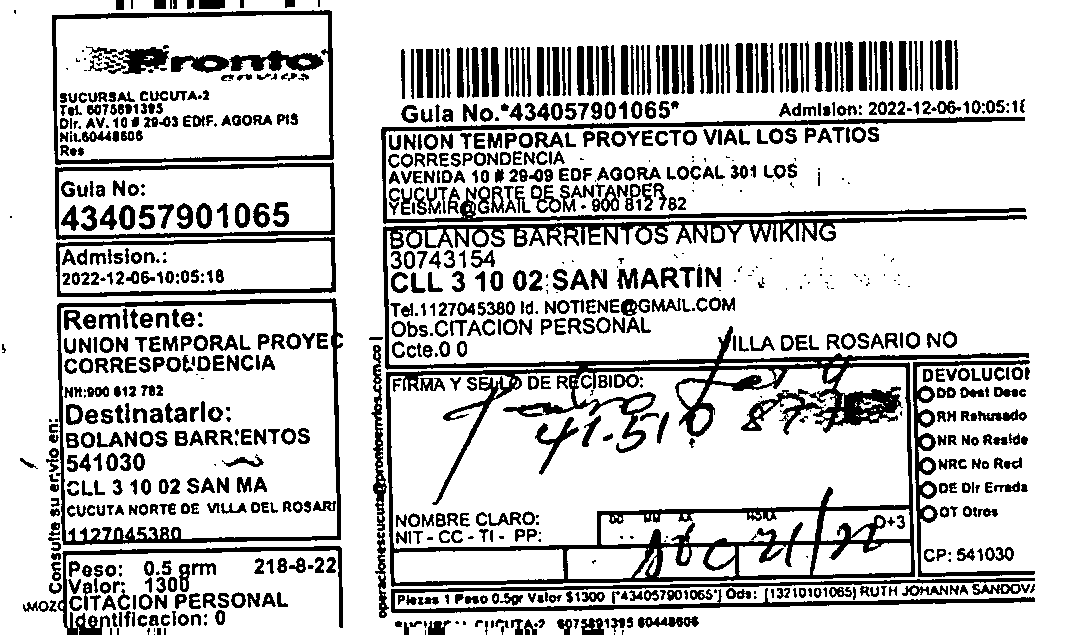 Pronto
envios
SUCURSAL CUCUTA-2
Tel. 6075891395
Dir. AV. 10 # 29-03 EDIF. AGORA PIS
Nit.60448606
Res
Guia No:
434057901065
Admision.:
2022-12-06-10:05:18
Remitente:
UNION TEMPORAL PROYEC
CORRESPONDENCIA
Nit:900 812 782
Destinatario:
BOLANOS BARRIENTOS
541030
CLL 3 10 02 SAN MA
CUCUTA NORTE DE VILLA DEL ROSARI
1127045380
Peso: 0.5 grm 218-8-22
Valor: 1300
CITACION PERSONAL
Identificacion: 0
Consulte su envio en:
operacionescucuta@prontoenvios.com.co
Guia No.*434057901065* Admision: 2022-12-06-10:05:18
UNION TEMPORAL PROYECTO VIAL LOS PATIOS
CORRESPONDENCIA
AVENIDA 10 # 29-09 EDF AGORA LOCAL 301 LOS
CUCUTA NORTE DE SANTANDER
YEISMIR@GMAIL COM - 900 812 782
BOLANOS BARRIENTOS ANDY WIKING
30743154
CLL 3 10 02 SAN MARTIN
Tel.1127045380 Id. NOTIENE@GMAIL.COM
Obs.CITACION PERSONAL
Ccte.0 0 VILLA DEL ROSARIO NO
FIRMA Y SELLO DE RECIBIDO:
41.510 877
NOMBRE CLARO:
NIT - CC - TI - PP:
DD MM AA HORA
D+3
21/22
DEVOLUCION
DD Dest Desc
RH Rehusado
NR No Reside
NRC No Recl
DE Dir Errada
OT Otros
CP: 541030
Piezas 1 Peso 0.5gr Valor $1300 [*434057901065*] Ods: [13210101065] RUTH JOHANNA SANDOVA
CUCUTA-2 6075891395 60448606